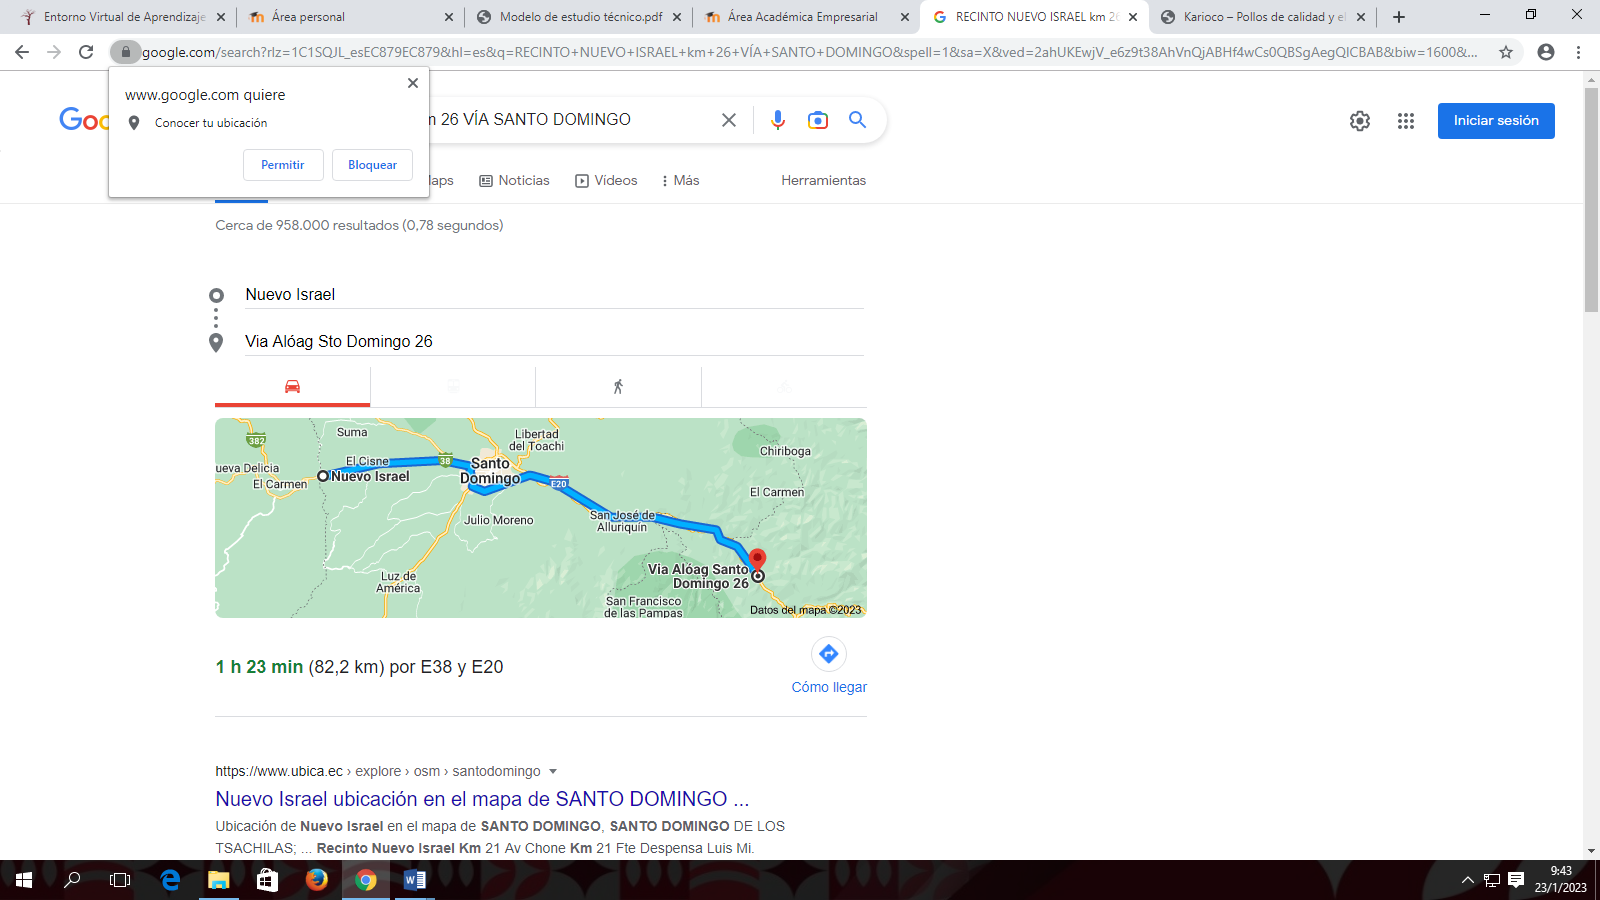 Entorno Virtual de Aprendizaje
Área personal
Modelo de estudio técnico.pdf
Área Académica Empresarial
RECINTO NUEVO ISRAEL km 26
Karioco – Pollos de calidad y el
google.com/search?rlz=1C1SQJL_esEC879EC879&hl=es&q=RECINTO+NUEVO+ISRAEL+km+26+VÍA+SANTO+DOMINGO&spell=1&sa=X&ved=2ahUKEwjV_e6z9t38AhVnQjABHf4wCs0QBSgAegQICBAB&biw=1600&...
www.google.com quiere
Conocer tu ubicación
Permitir
Bloquear
Goo
26 VÍA SANTO DOMINGO
Iniciar sesión
aps
Noticias
Vídeos
Más
Herramientas
Cerca de 958.000 resultados (0,78 segundos)
Nuevo Israel
Via Alóag Sto Domingo 26
382
Suma
Libertad
del Toachi
Chiriboga
ueva Delicia
El Cisne
38
Santo
Domingo
El Carmen
Nuevo Israel
E20
El Carmen
Julio Moreno
San José de
Alluriquín
Via Alóag Santo
Domingo 26
Luz de
América
San Francisco
de las Pampas
Datos del mapa ©2023
1 h 23 min (82,2 km) por E38 y E20
Cómo llegar
https://www.ubica.ec › explore › osm › santodomingo
Nuevo Israel ubicación en el mapa de SANTO DOMINGO ...
Ubicación de Nuevo Israel en el mapa de SANTO DOMINGO, SANTO DOMINGO DE LOS
TSACHILAS; ... Recinto Nuevo Israel Km 21 Av Chone Km 21 Fte Despensa Luis Mi.
9:43
23/1/2023